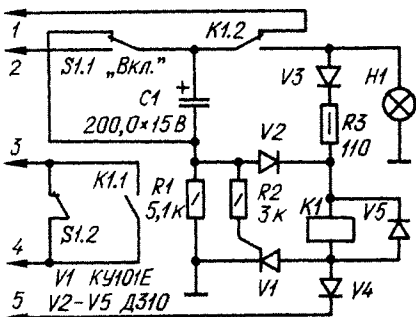 1
K1.2
2
S1.1 „Вкл."
V3
H1
C1
+
200,0×15В
R3
110
3
V2
K1.1
R1
5,1к
R2
3к
K1
V5
S1.2
4
V1 КУ101Е
V1
V4
5
V2–V5 Д310